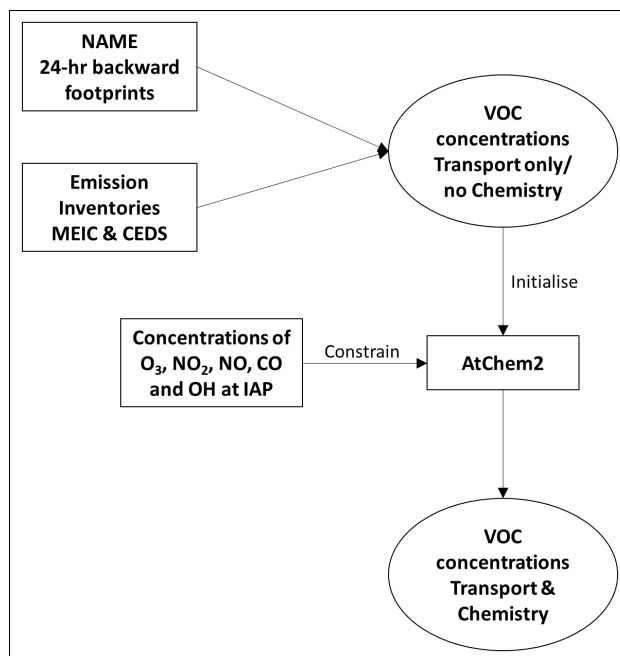 NAME
24-hr backward
footprints
VOC
concentrations
Transport only/
no Chemistry
Emission
Inventories
MEIC & CEDS
Initialise
Concentrations of
O₃, NO₂, NO, CO
and OH at IAP
Constrain
AtChem2
VOC
concentrations
Transport &
Chemistry